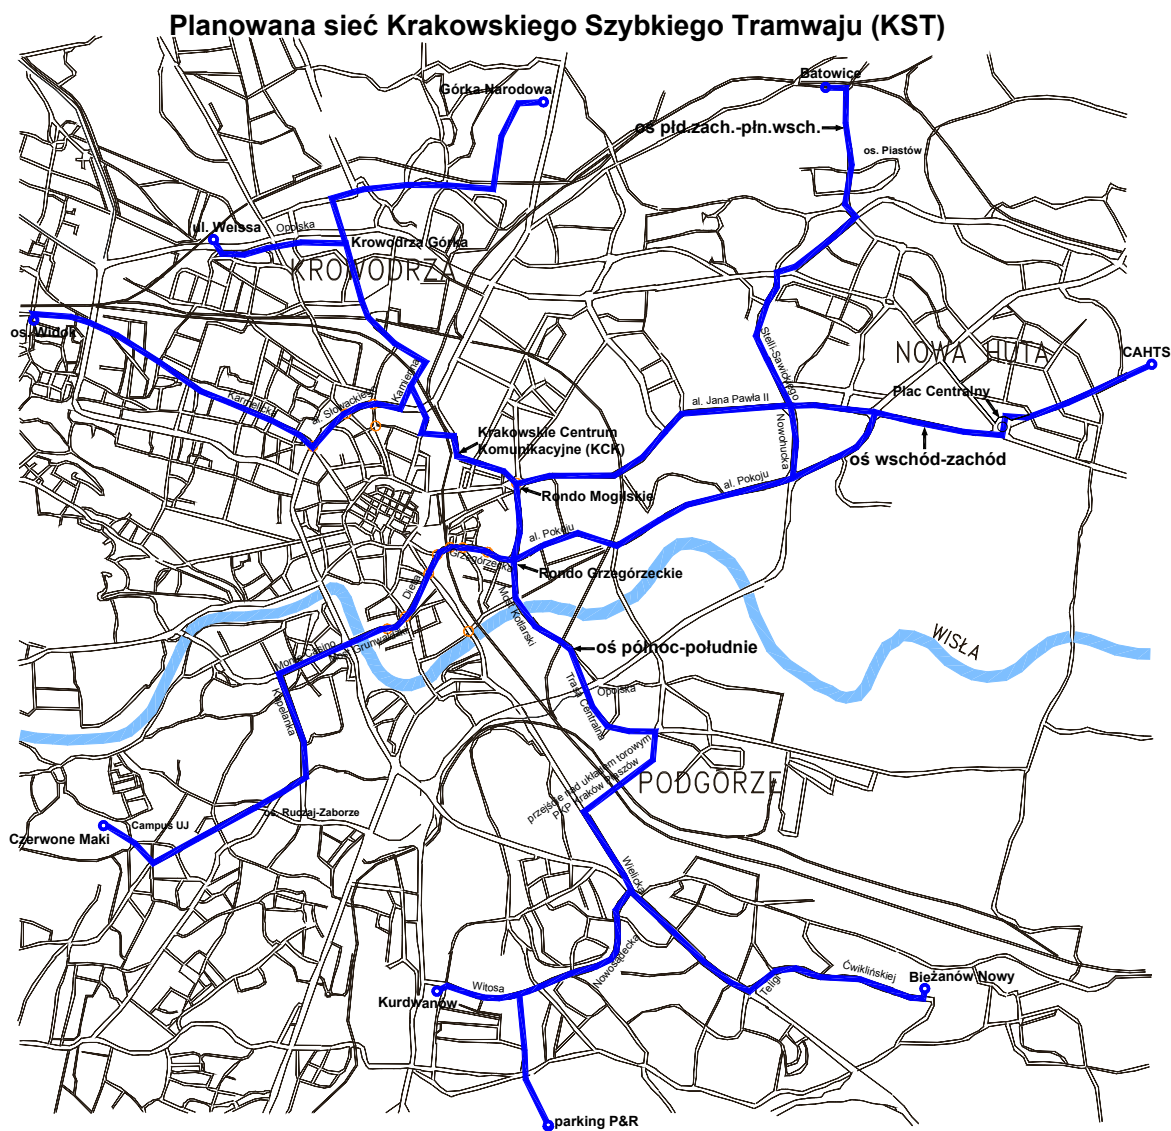 Planowana sieć Krakowskiego Szybkiego Tramwaju (KST)
Batowice
Górka Narodowa
oś płd.zach.-płn.wsch.
os. Piastów
ul. Weissa
Opolska
Krowodrza Górka
KROWODRZA
os. Widok
Stelli-Sawickiego
NOWA HUTA
CAHTS
Kamienna
Plac Centralny
Karmelicka
al. Słowackiego
al. Jana Pawła II
Nowohucka
Krakowskie Centrum
Komunikacyjne (KCK)
oś wschód-zachód
al. Pokoju
Rondo Mogilskie
al. Pokoju
Grzegórzecka
Rondo Grzegórzeckie
Dietla
Most Kotlarski
WISŁA
Monte Cassino
Most Grunwaldzki
oś północ-południe
Kapelanka
Trasa Centralna
Opolska
przejście nad układem torowym
PKP Kraków Płaszów
PODGÓRZE
os. Ruczaj-Zaborze
Campus UJ
Czerwone Maki
Wielicka
Nowosądecka
Ćwiklińskiej
Bieżanów Nowy
Teligi
Witosa
Kurdwanów
parking P&R